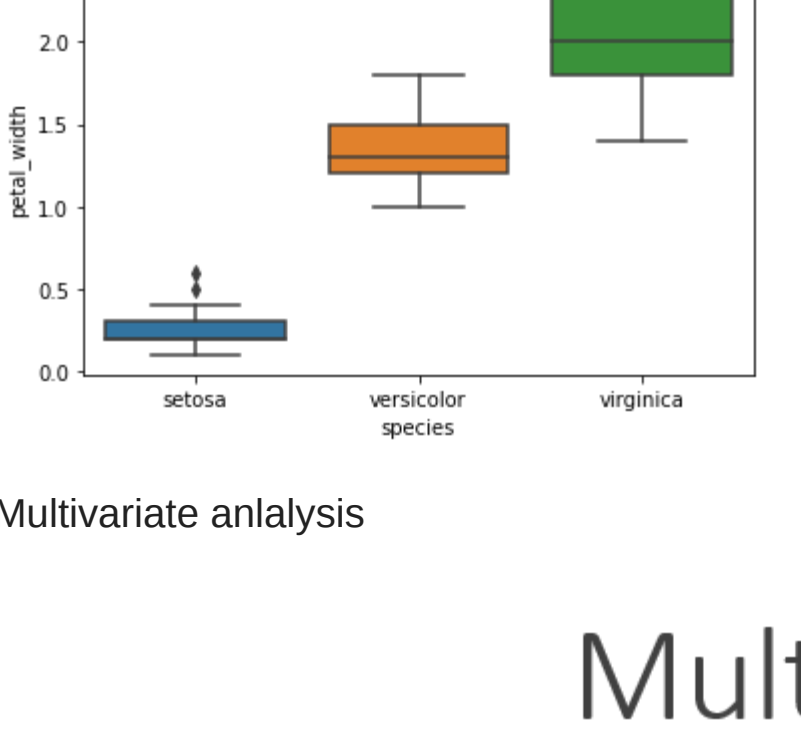 2.0
1.5
petal_width
1.0
0.5
0.0
setosa versicolor virginica
species
Multivariate anlalysis
Mult